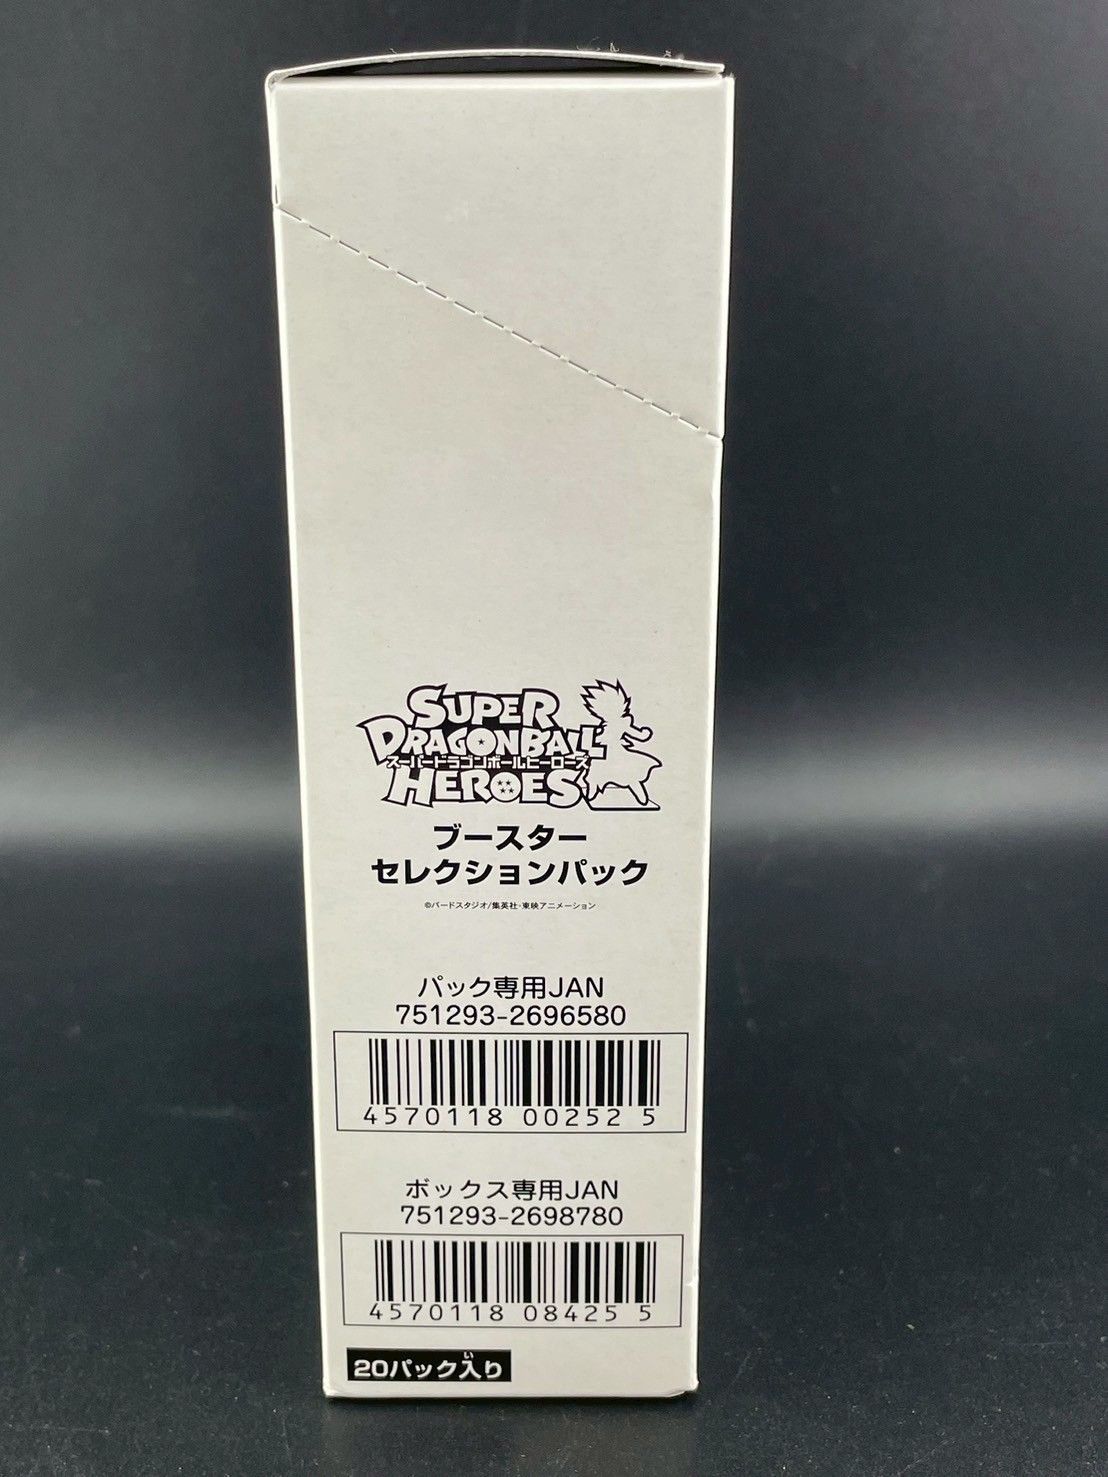 SUPER
DRAGONBALL
スーパードラゴンボールヒーローズ
HEROES
ブースター
セレクションパック
©バードスタジオ/集英社・東映アニメーション
パック専用JAN
751293-2696580
4570118 00252 5
ボックス専用JAN
751293-2698780
4570118 08425 5
い
20パック入り